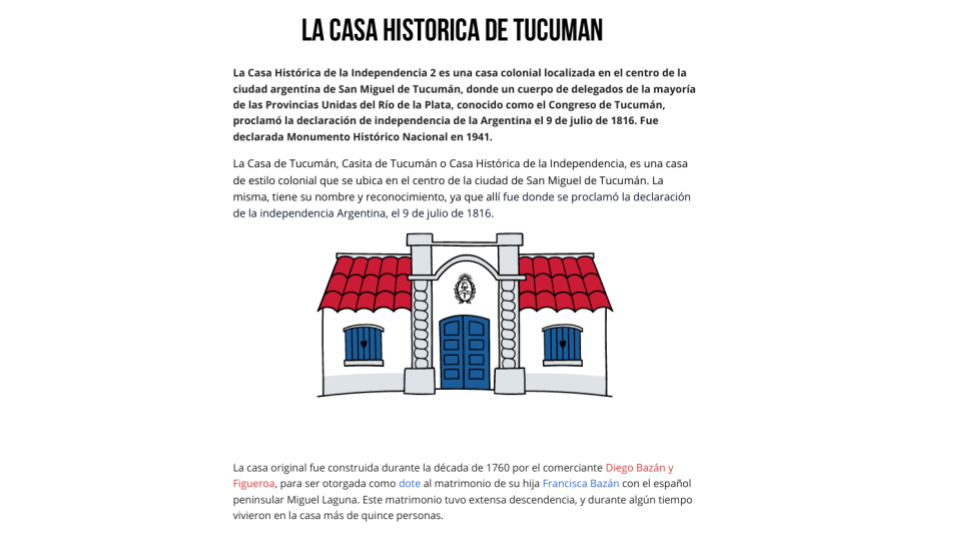 LA CASA HISTORICA DE TUCUMAN
La Casa Histórica de la Independencia 2 es una casa colonial localizada en el centro de la
ciudad argentina de San Miguel de Tucumán, donde un cuerpo de delegados de la mayoría
de las Provincias Unidas del Río de la Plata, conocido como el Congreso de Tucumán,
proclamó la declaración de independencia de la Argentina el 9 de julio de 1816. Fue
declarada Monumento Histórico Nacional en 1941.
La Casa de Tucumán, Casita de Tucumán o Casa Histórica de la Independencia, es una casa
de estilo colonial que se ubica en el centro de la ciudad de San Miguel de Tucumán. La
misma, tiene su nombre y reconocimiento, ya que allí fue donde se proclamó la declaración
de la independencia Argentina, el 9 de julio de 1816.
La casa original fue construida durante la década de 1760 por el comerciante Diego Bazán y
Figueroa, para ser otorgada como dote al matrimonio de su hija Francisca Bazán con el español
peninsular Miguel Laguna. Este matrimonio tuvo extensa descendencia, y durante algún tiempo
vivieron en la casa más de quince personas.